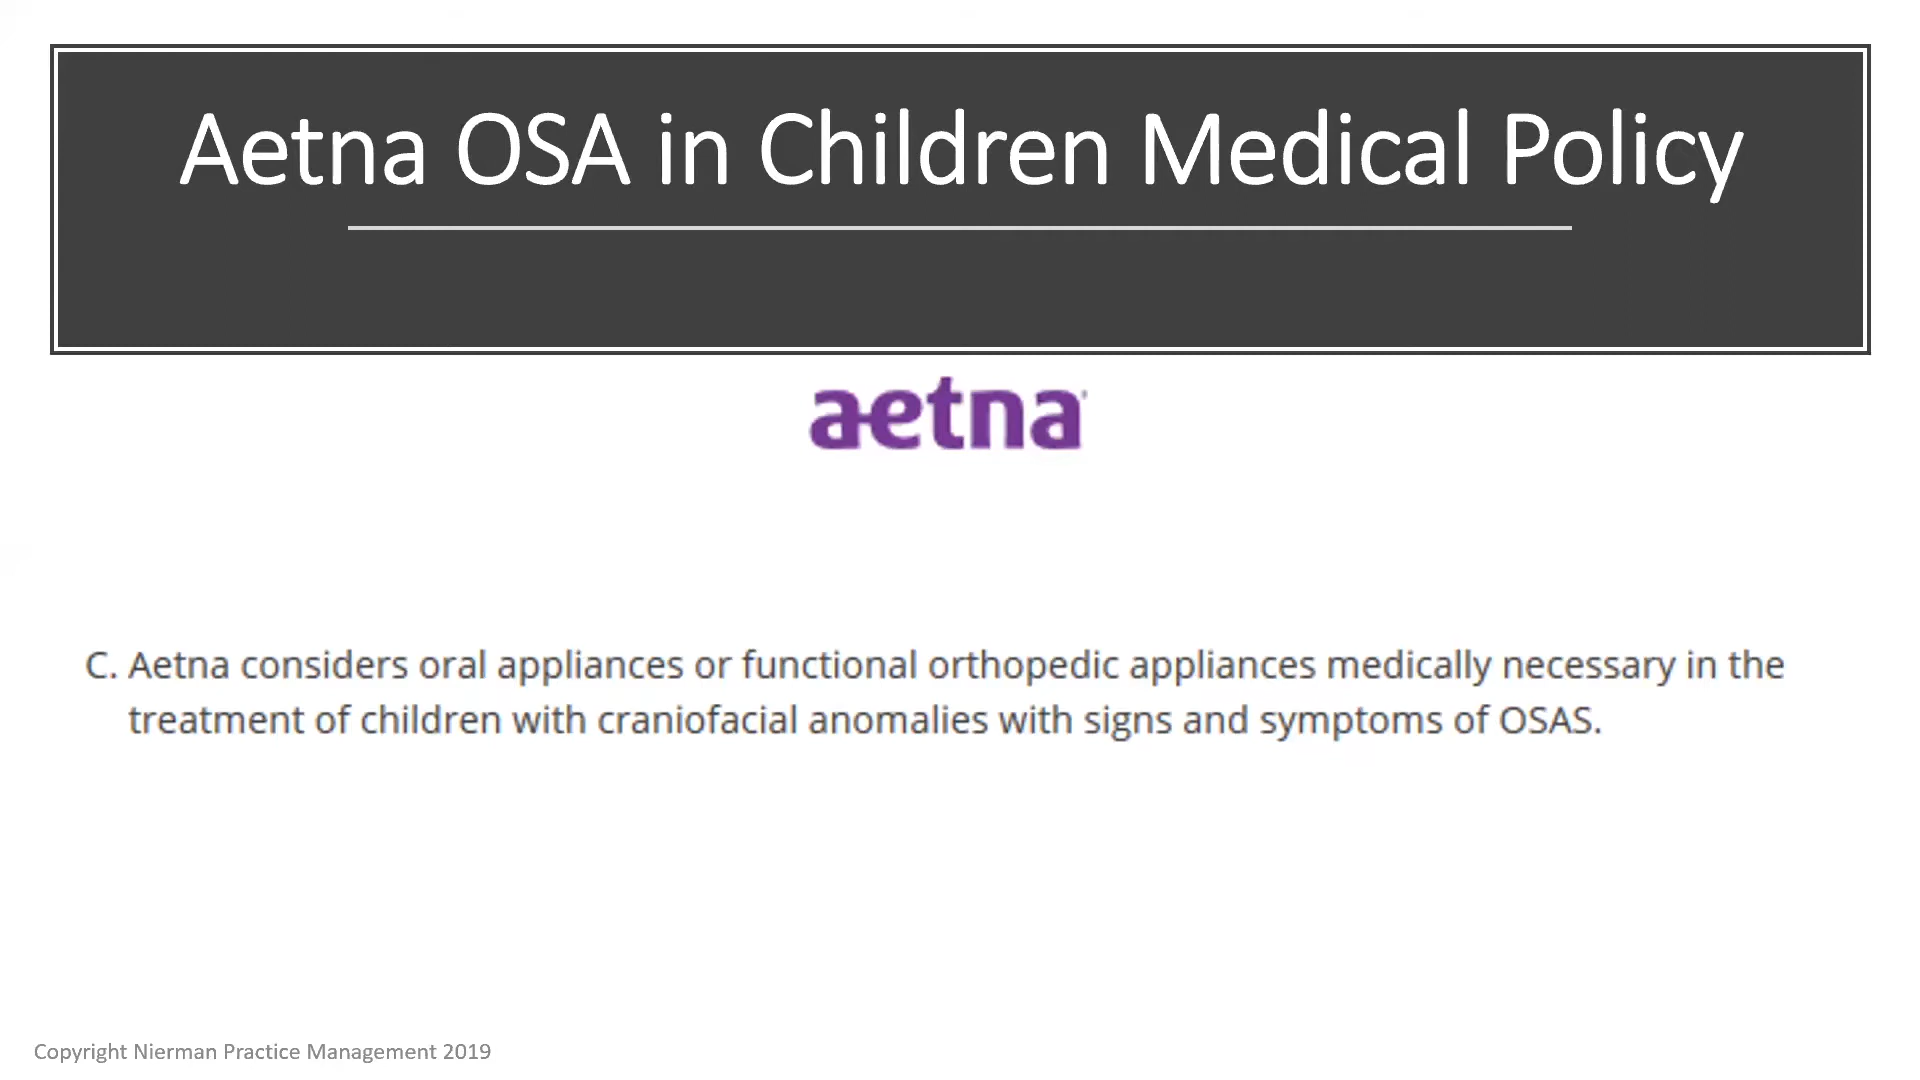 Aetna OSA in Children Medical Policy
aetna
C. Aetna considers oral appliances or functional orthopedic appliances medically necessary in the
treatment of children with craniofacial anomalies with signs and symptoms of OSAS.
Copyright Nierman Practice Management 2019